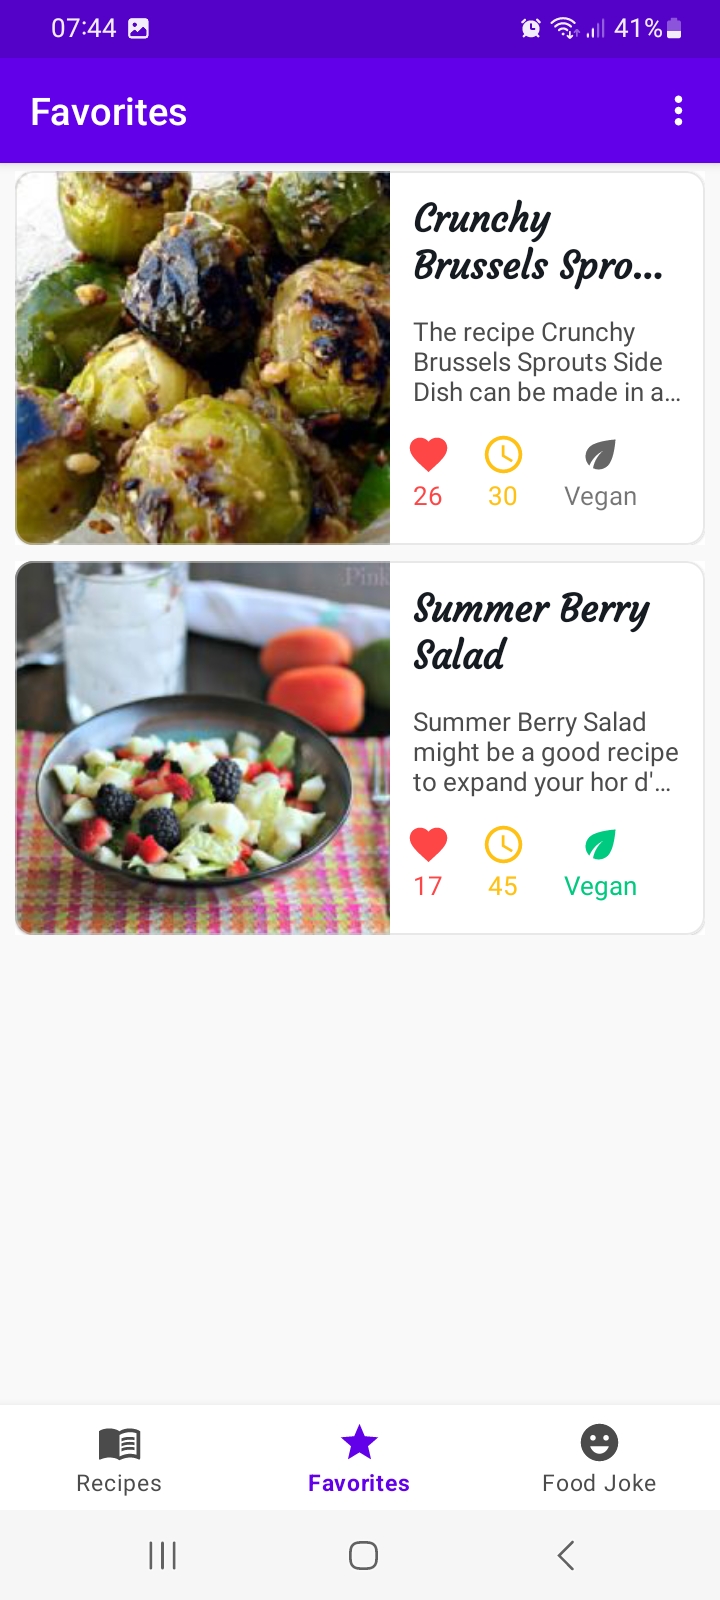 07:44
41%
Favorites
Crunchy
Brussels Spro...
The recipe Crunchy
Brussels Sprouts Side
Dish can be made in a...
26
30
Vegan
Pink
Summer Berry
Salad
Summer Berry Salad
might be a good recipe
to expand your hor d'...
17
45
Vegan
Recipes
Favorites
Food Joke